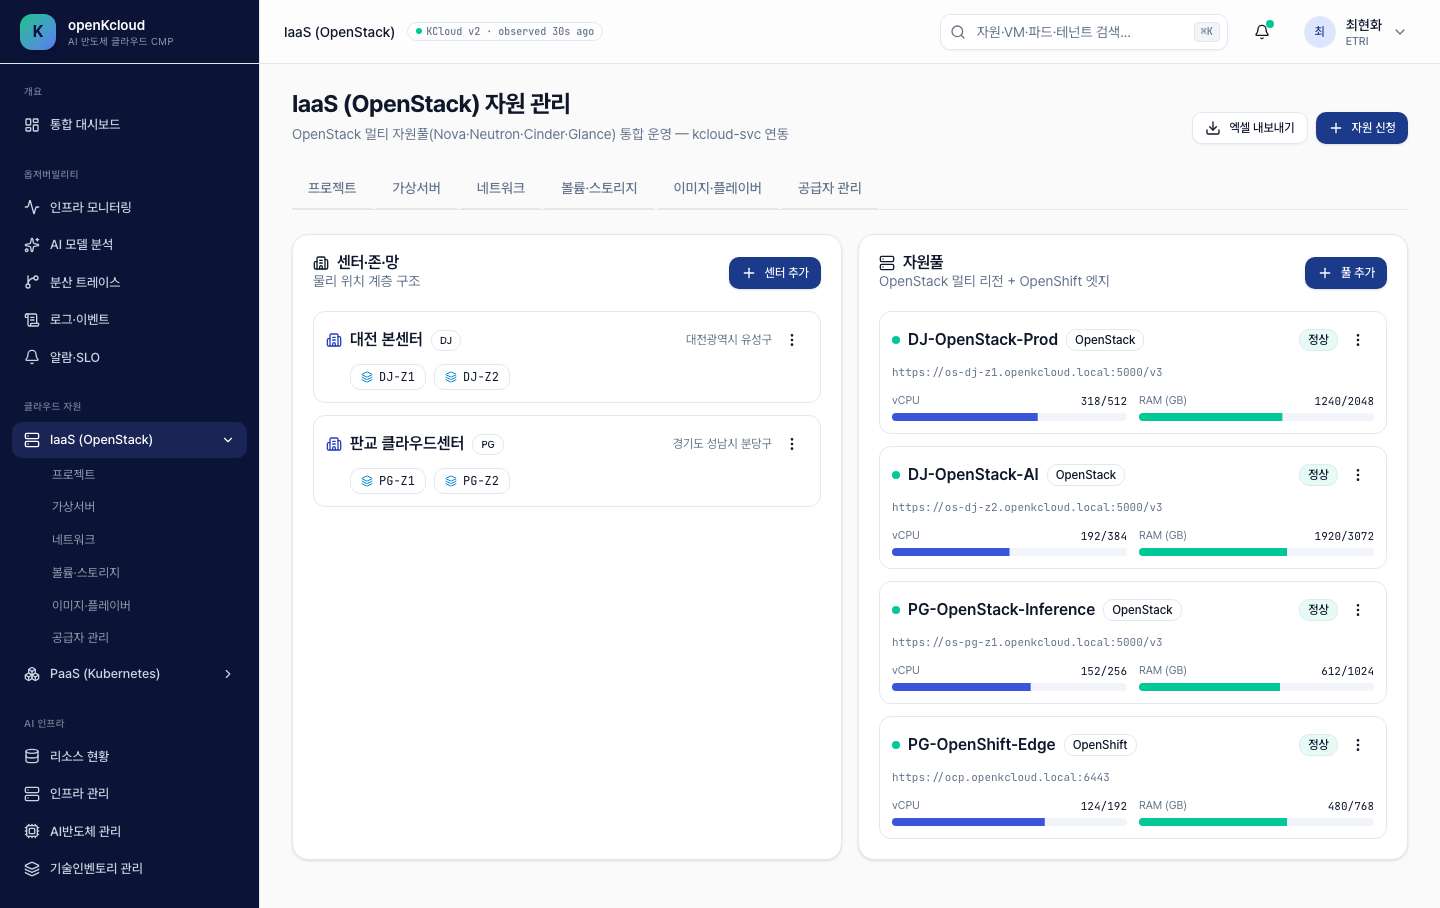 K
openKcloud
AI 반도체 클라우드 CMP
개요
통합 대시보드
옵저버빌리티
인프라 모니터링
AI 모델 분석
분산 트레이스
로그·이벤트
알람·SLO
클라우드 자원
IaaS (OpenStack)
프로젝트
가상서버
네트워크
볼륨·스토리지
이미지·플레이버
공급자 관리
PaaS (Kubernetes)
AI 인프라
리소스 현황
인프라 관리
AI반도체 관리
기술인벤토리 관리
IaaS (OpenStack)
KCloud v2 · observed 30s ago
자원·VM·파드·테넌트 검색...
⌘K
최
최현화
ETRI
IaaS (OpenStack) 자원 관리
OpenStack 멀티 자원풀(Nova·Neutron·Cinder·Glance) 통합 운영 — kcloud-svc 연동
엑셀 내보내기
자원 신청
프로젝트 가상서버 네트워크 볼륨·스토리지 이미지·플레이버 공급자 관리
센터·존·망
물리 위치 계층 구조
센터 추가
대전 본센터 DJ 대전광역시 유성구
DJ-Z1 DJ-Z2
판교 클라우드센터 PG 경기도 성남시 분당구
PG-Z1 PG-Z2
자원풀
OpenStack 멀티 리전 + OpenShift 엣지
풀 추가
DJ-OpenStack-Prod OpenStack 정상
https://os-dj-z1.openkcloud.local:5000/v3
vCPU 318/512 RAM (GB) 1240/2048
DJ-OpenStack-AI OpenStack 정상
https://os-dj-z2.openkcloud.local:5000/v3
vCPU 192/384 RAM (GB) 1920/3072
PG-OpenStack-Inference OpenStack 정상
https://os-pg-z1.openkcloud.local:5000/v3
vCPU 152/256 RAM (GB) 612/1024
PG-OpenShift-Edge OpenShift 정상
https://ocp.openkcloud.local:6443
vCPU 124/192 RAM (GB) 480/768